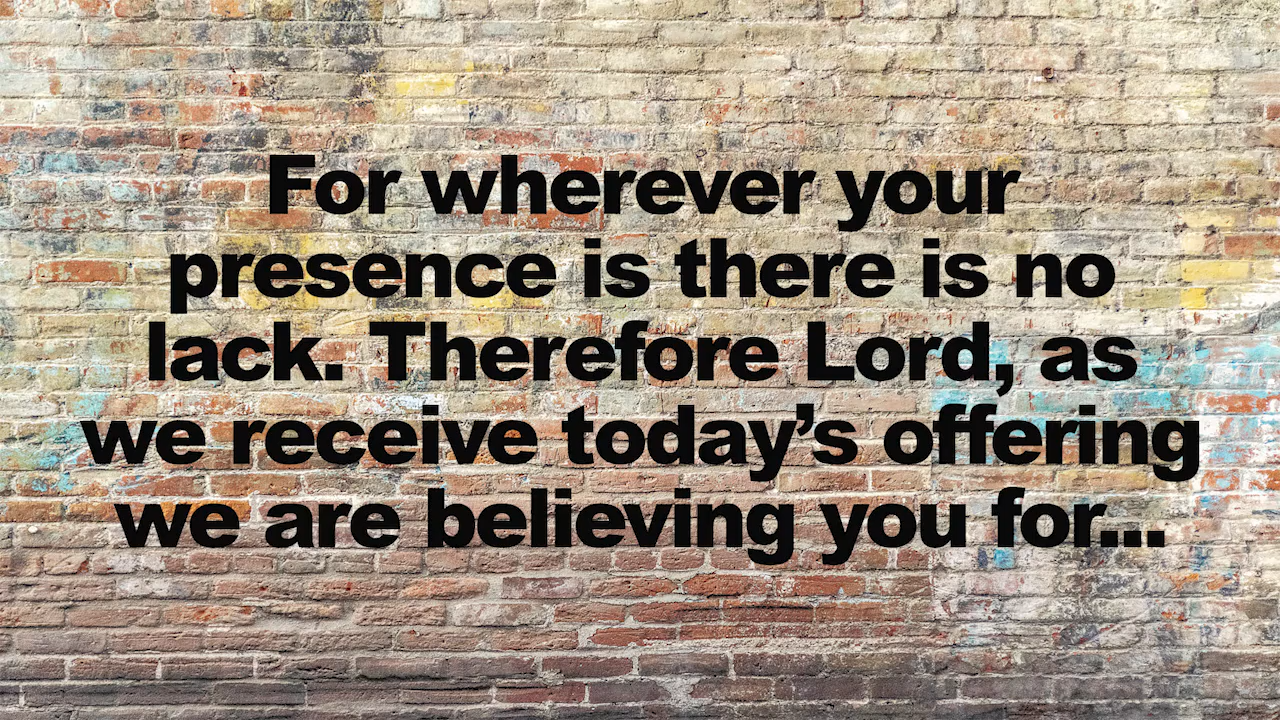 For wherever your
presence is there is no
lack. Therefore Lord, as
we receive today’s offering
we are believing you for...